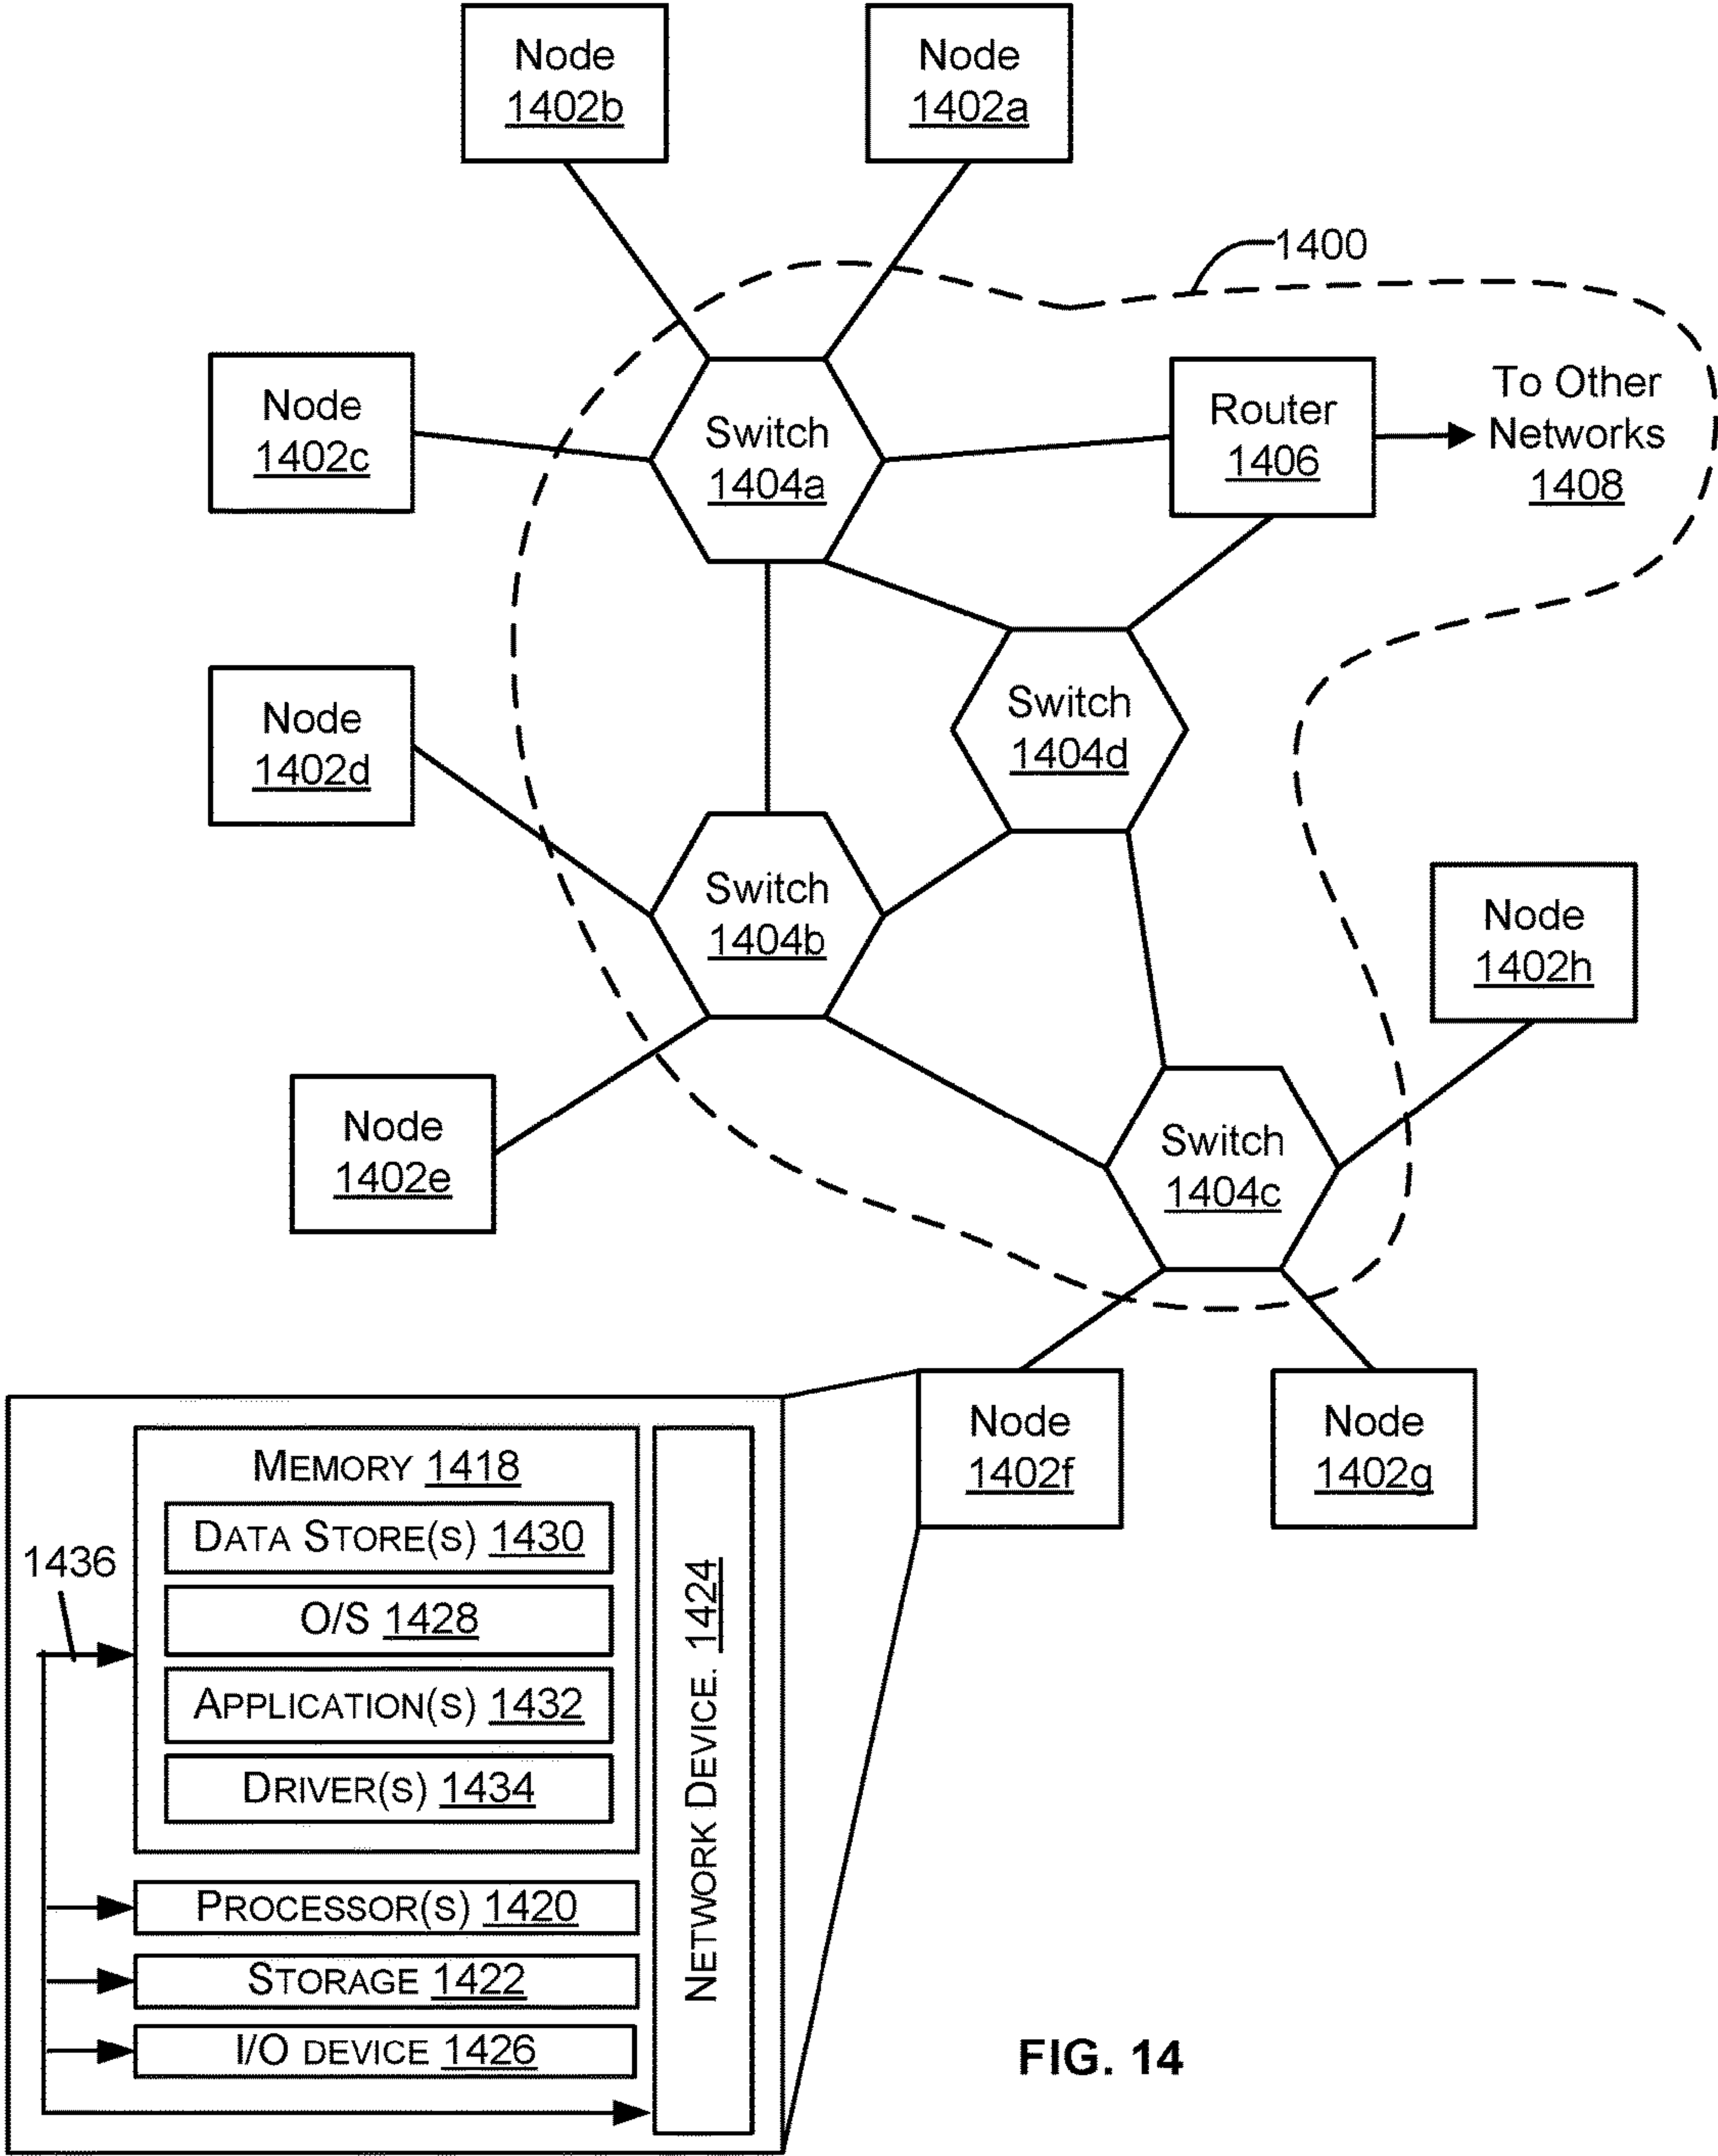 Node
1402b
Node
1402a
1400
Node
1402c
Switch
1404a
Router
1406
To Other
Networks
1408
Node
1402d
Switch
1404d
Switch
1404b
Node
1402h
Node
1402e
Switch
1404c
Node
1402f
Node
1402g
MEMORY 1418
DATA STORE(S) 1430
1436
O/S 1428
APPLICATION(S) 1432
DRIVER(S) 1434
NETWORK DEVICE. 1424
PROCESSOR(S) 1420
STORAGE 1422
I/O DEVICE 1426
FIG. 14